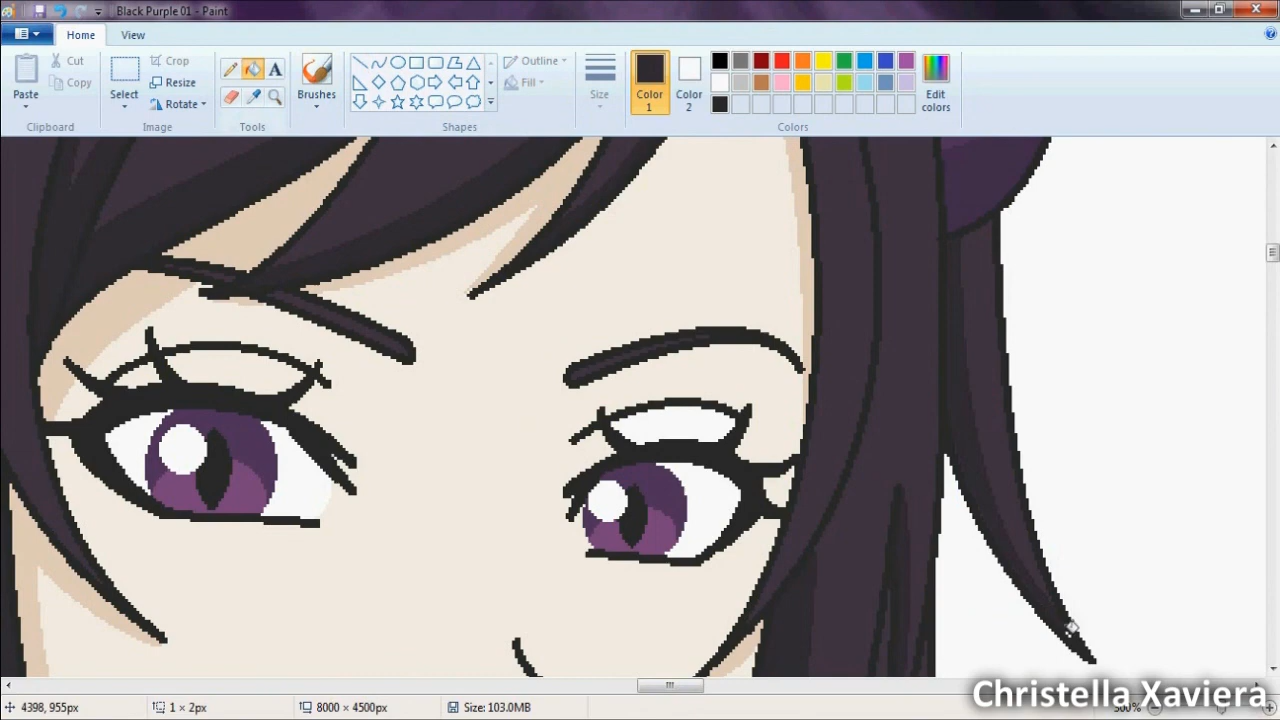 Black Purple 01 - Paint
Home View
Paste
Cut
Copy
Clipboard
Select
Crop
Resize
Rotate
Image
A
Tools
Brushes
Outline
Fill
Shapes
Size
Color 1
Color 2
Edit colors
Colors
4398, 955px
1 × 2px
8000 × 4500px
Size: 103.0MB
Christella Xaviera